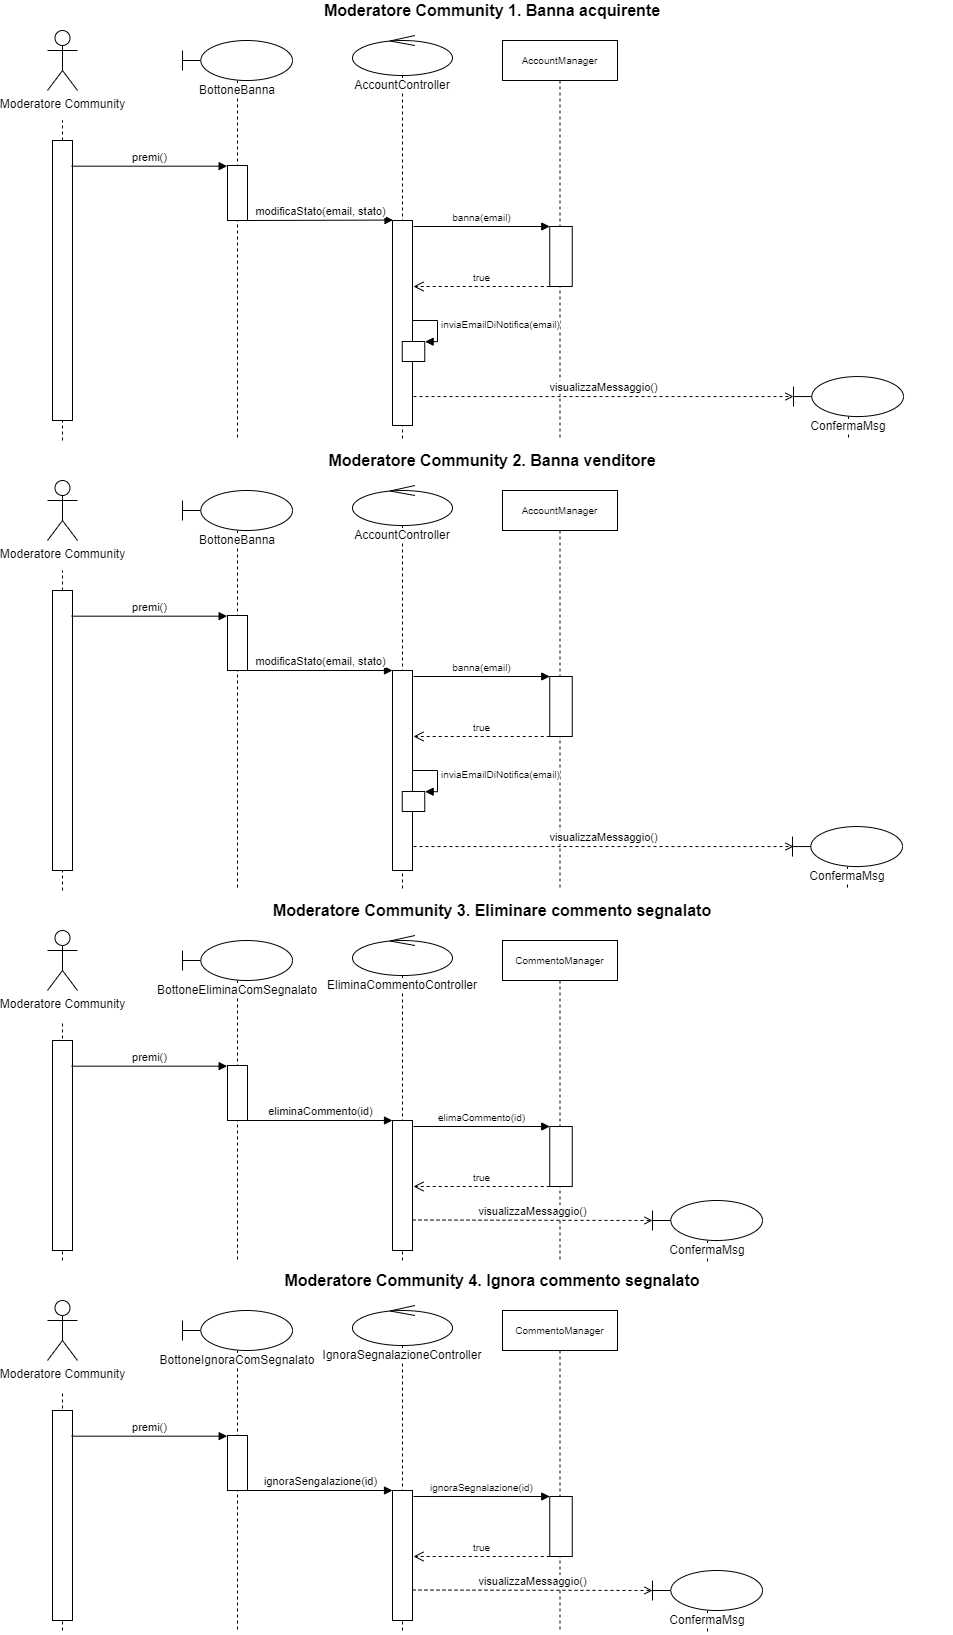 Moderatore Community 1. Banna acquirente
AccountManager
BottoneBanna
AccountController
Moderatore Community
premi()
modificaStato(email, stato)
banna(email)
true
inviaEmailDiNotifica(email)
visualizzaMessaggio()
ConfermaMsg
Moderatore Community 2. Banna venditore
AccountManager
BottoneBanna
AccountController
Moderatore Community
premi()
modificaStato(email, stato)
banna(email)
true
inviaEmailDiNotifica(email)
visualizzaMessaggio()
ConfermaMsg
Moderatore Community 3. Eliminare commento segnalato
CommentoManager
BottoneEliminaComSegnalato
EliminaCommentoController
Moderatore Community
premi()
eliminaCommento(id)
elimaCommento(id)
true
visualizzaMessaggio()
ConfermaMsg
Moderatore Community 4. Ignora commento segnalato
CommentoManager
BottoneIgnoraComSegnalato
IgnoraSegnalazioneController
Moderatore Community
premi()
ignoraSengalazione(id)
ignoraSegnalazione(id)
true
visualizzaMessaggio()
ConfermaMsg